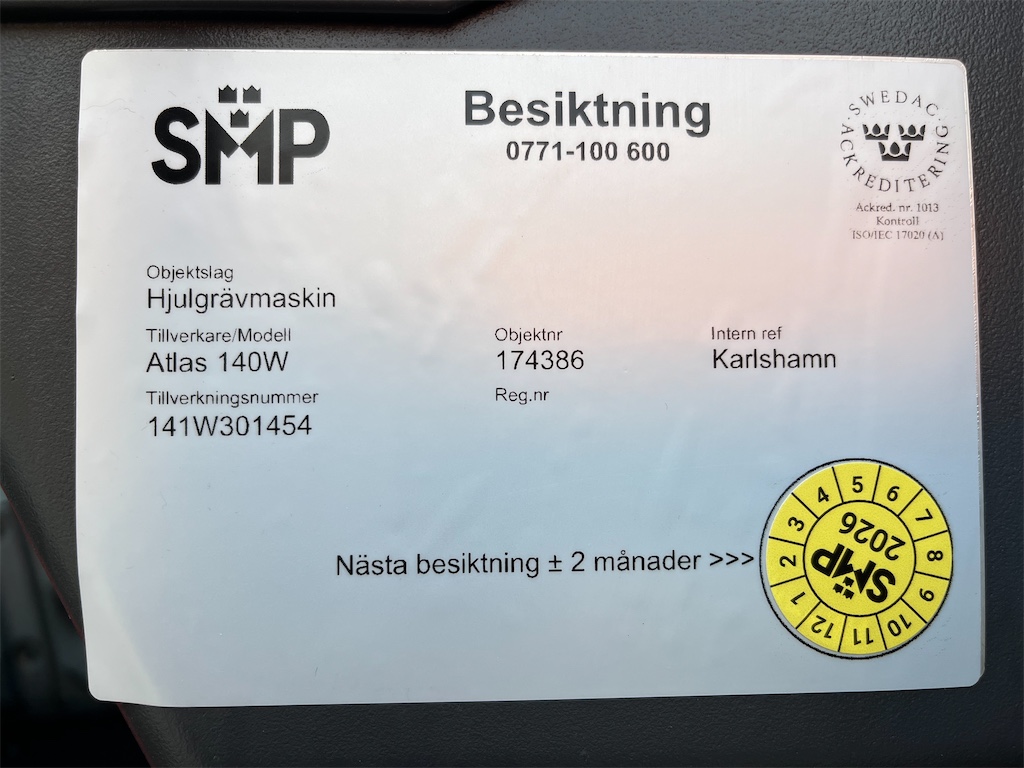 SMP
Besiktning
0771-100 600
SWEDAC ACKREDITERING
Ackred. nr. 1013
Kontroll
ISO/IEC 17020 (A)
Objektslag
Hjulgrävmaskin
Tillverkare/Modell
Atlas 140W
Objektnr
174386
Intern ref
Karlshamn
Tillverkningsnummer
141W301454
Reg.nr
Nästa besiktning ± 2 månader >>>
1 2 3 4 5 6 7 8 9 10 11 12
SMP
2026